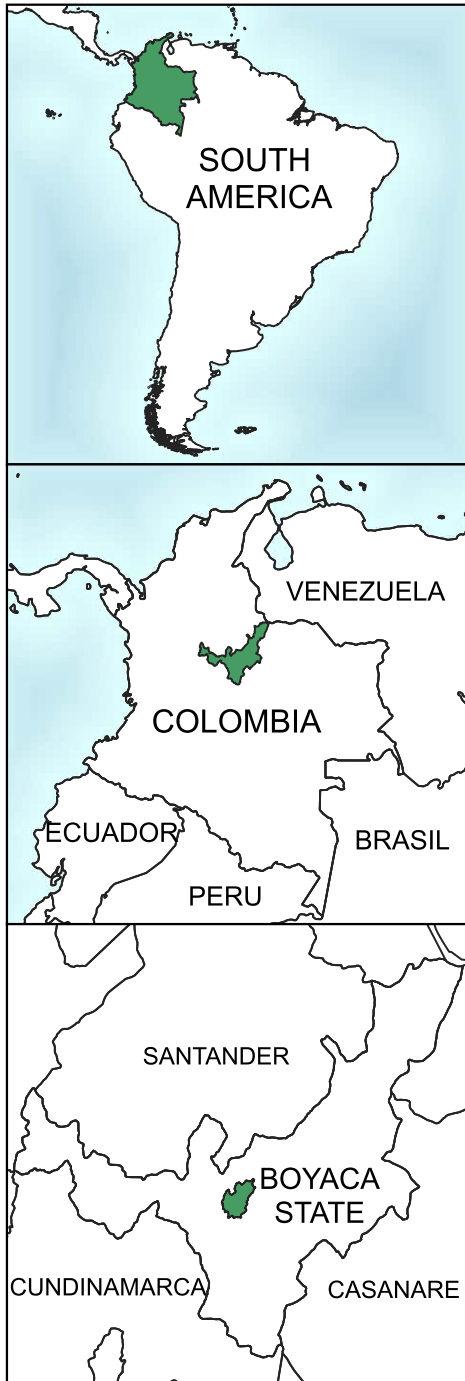 SOUTH
AMERICA
VENEZUELA
COLOMBIA
ECUADOR
BRASIL
PERU
SANTANDER
BOYACA
STATE
CUNDINAMARCA
CASANARE